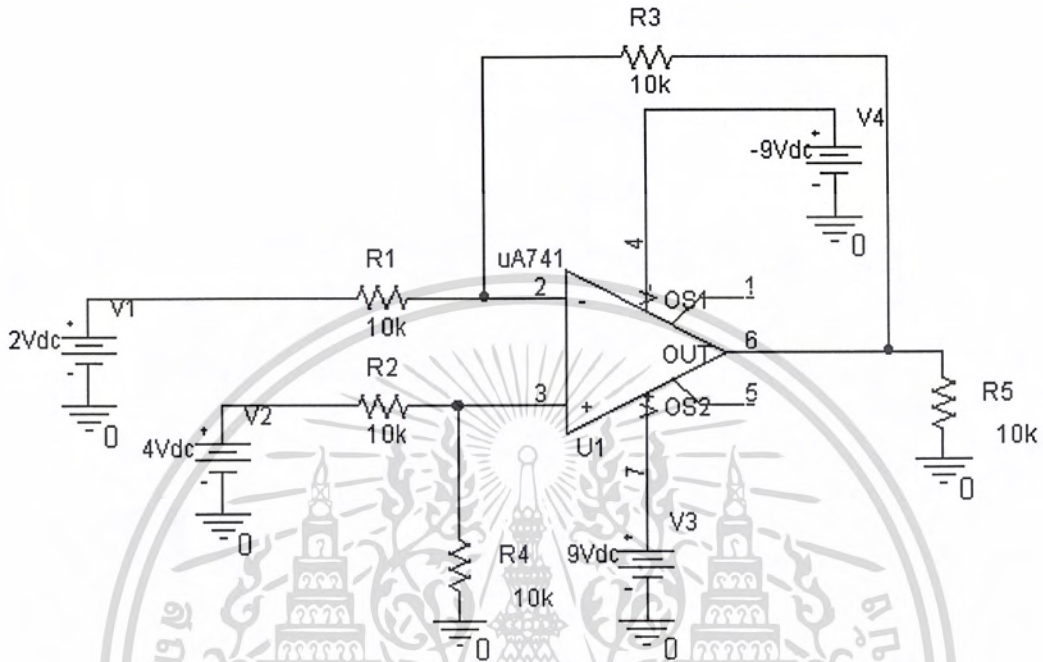 R3
10k
V4
-9Vdc
+
-
0
4
uA741
R1
10k
2
-
V-
OS1
1
V1
2Vdc
+
-
0
OUT
6
R2
10k
3
+
V+
OS2
5
U1
R5
10k
0
V2
4Vdc
+
-
0
7
V3
9Vdc
+
-
0
R4
10k
0